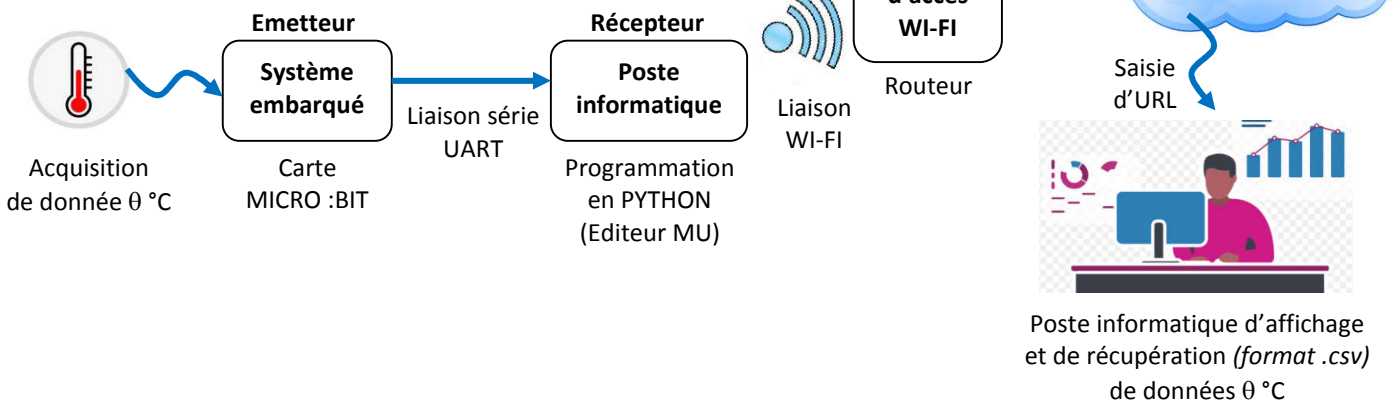 Emetteur
Système
embarqué
Carte
MICRO :BIT
Acquisition
de donnée θ °C
Liaison série
UART
Récepteur
Poste
informatique
Programmation
en PYTHON
(Editeur MU)
Liaison
WI-FI
d'accès
WI-FI
Routeur
Saisie
d'URL
Poste informatique d'affichage
et de récupération (format .csv)
de données θ °C